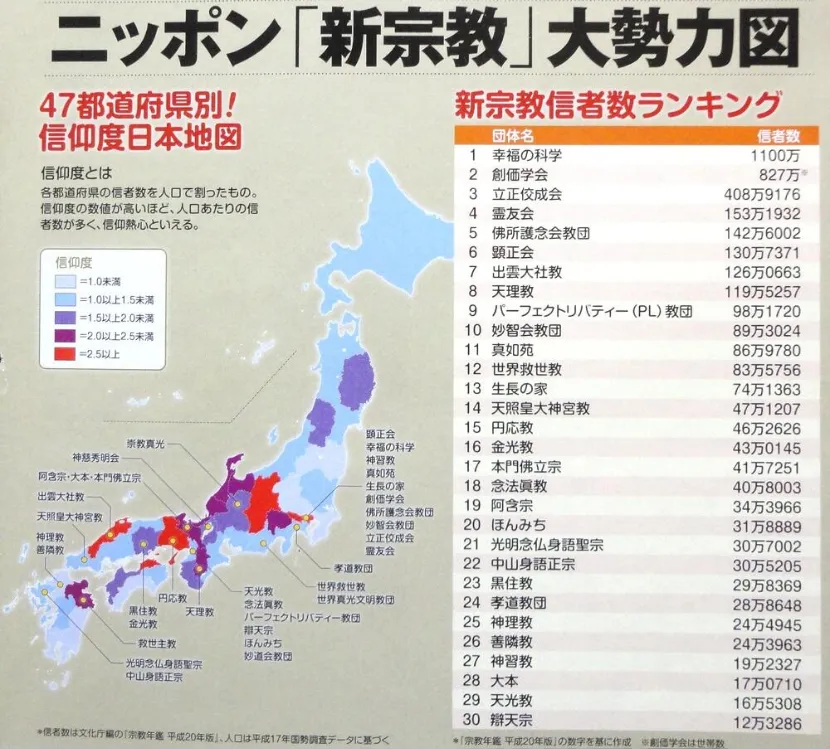 ニッポン「新宗教」大勢力図
47都道府県別!
信仰度日本地図
信仰度とは
各都道府県の信者数を人口で割ったもの。
信仰度の数値が高いほど、人口あたりの信
者数が多く、信仰熱心といえる。
信仰度
=1.0未満
=1.0以上1.5未満
=1.5以上2.0未満
=2.0以上2.5未満
=2.5以上
崇教真光
神慈秀明会
阿含宗・大本・本門佛立宗
出雲大社教
天照皇大神宮教
神理教
善隣教
顕正会
幸福の科学
神習教
真如苑
生長の家
創価学会
佛所護念会教団
妙智会教団
立正佼成会
霊友会
孝道教団
世界救世教
世界真光文明教団
天光教
念法眞教
パーフェクトリバティー教団
辯天宗
ほんみち
妙道会教団
天理教
円応教
黒住教
金光教
救世主教
光明念仏身語聖宗
中山身語正宗
*信者数は文化庁編の「宗教年鑑 平成20年版」、人口は平成17年国勢調査データに基づく
新宗教信者数ランキング
団体名 信者数
1 幸福の科学 1100万
2 創価学会 827万※
3 立正佼成会 408万9176
4 霊友会 153万1932
5 佛所護念会教団 142万6002
6 顕正会 130万7371
7 出雲大社教 126万0663
8 天理教 119万5257
9 パーフェクトリバティー(PL)教団 98万1720
10 妙智会教団 89万3024
11 真如苑 86万9780
12 世界救世教 83万5756
13 生長の家 74万1363
14 天照皇大神宮教 47万1207
15 円応教 46万2626
16 金光教 43万0145
17 本門佛立宗 41万7251
18 念法眞教 40万8003
19 阿含宗 34万3966
20 ほんみち 31万8889
21 光明念仏身語聖宗 30万7002
22 中山身語正宗 30万5205
23 黒住教 29万8369
24 孝道教団 28万8648
25 神理教 24万4945
26 善隣教 24万3963
27 神習教 19万2327
28 大本 17万0710
29 天光教 16万5308
30 辯天宗 12万3286
*「宗教年鑑 平成20年版」の数字を基に作成 ※創価学会は世帯数